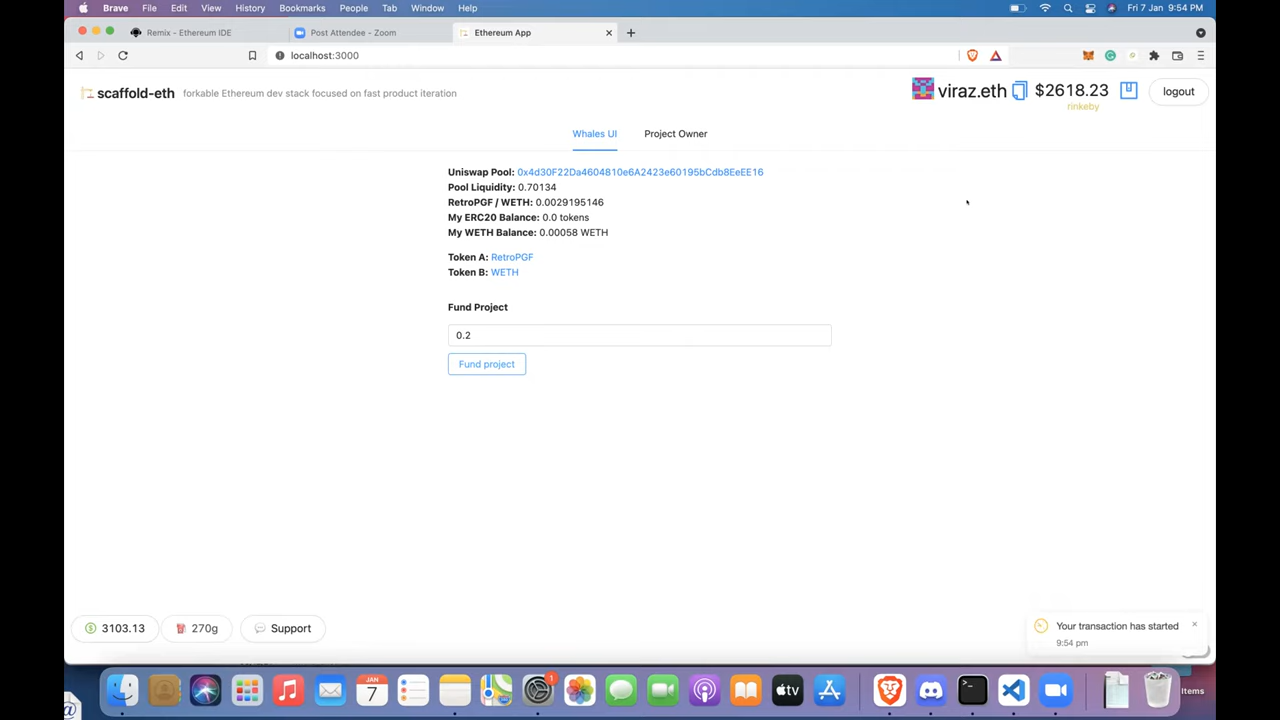 Brave File Edit View History Bookmarks People Tab Window Help Fri 7 Jan 9:54 PM
Remix - Ethereum IDE Post Attendee - Zoom Ethereum App
localhost:3000
scaffold-eth forkable Ethereum dev stack focused on fast product iteration viraz.eth $2618.23 logout
rinkeby
Whales UI Project Owner
Uniswap Pool: 0x4d30F22Da4604810e6A2423e60195bCdb8EeEE16
Pool Liquidity: 0.70134
RetroPGF / WETH: 0.0029195146
My ERC20 Balance: 0.0 tokens
My WETH Balance: 0.00058 WETH
Token A: RetroPGF
Token B: WETH
Fund Project
0.2
Fund project
3103.13 270g Support
Your transaction has started
9:54 pm
JAN
7
1
tv
Items